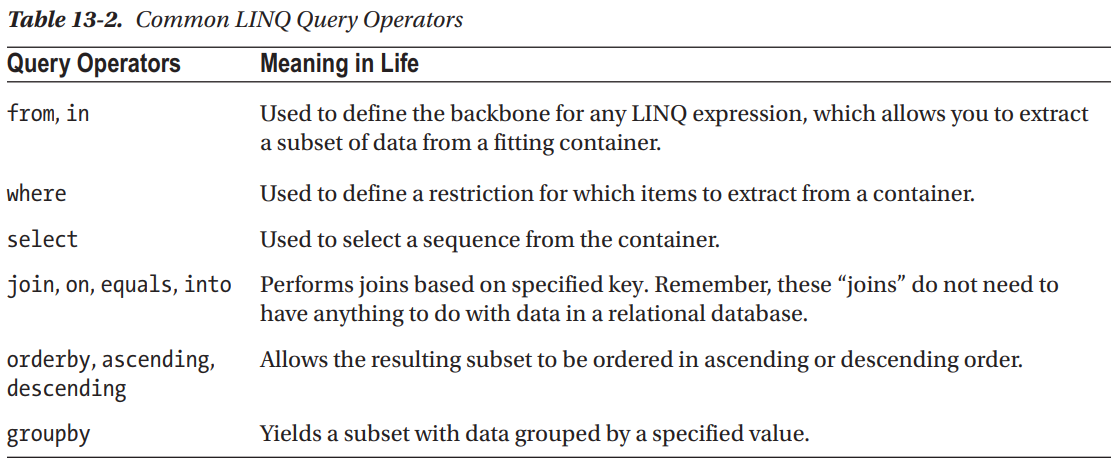 Table 13-2. Common LINQ Query Operators
Query Operators Meaning in Life
from, in Used to define the backbone for any LINQ expression, which allows you to extract
a subset of data from a fitting container.
where Used to define a restriction for which items to extract from a container.
select Used to select a sequence from the container.
join, on, equals, into Performs joins based on specified key. Remember, these “joins” do not need to
have anything to do with data in a relational database.
orderby, ascending, Allows the resulting subset to be ordered in ascending or descending order.
descending
groupby Yields a subset with data grouped by a specified value.